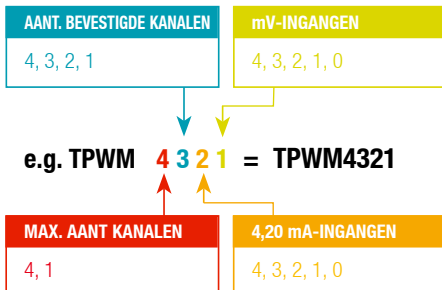 AANT. BEVESTIGDE KANALEN
4, 3, 2, 1
mV-INGANGEN
4, 3, 2, 1, 0
e.g. TPWM 4 3 2 1 = TPWM4321
MAX. AANT KANALEN
4, 1
4,20 mA-INGANGEN
4, 3, 2, 1, 0